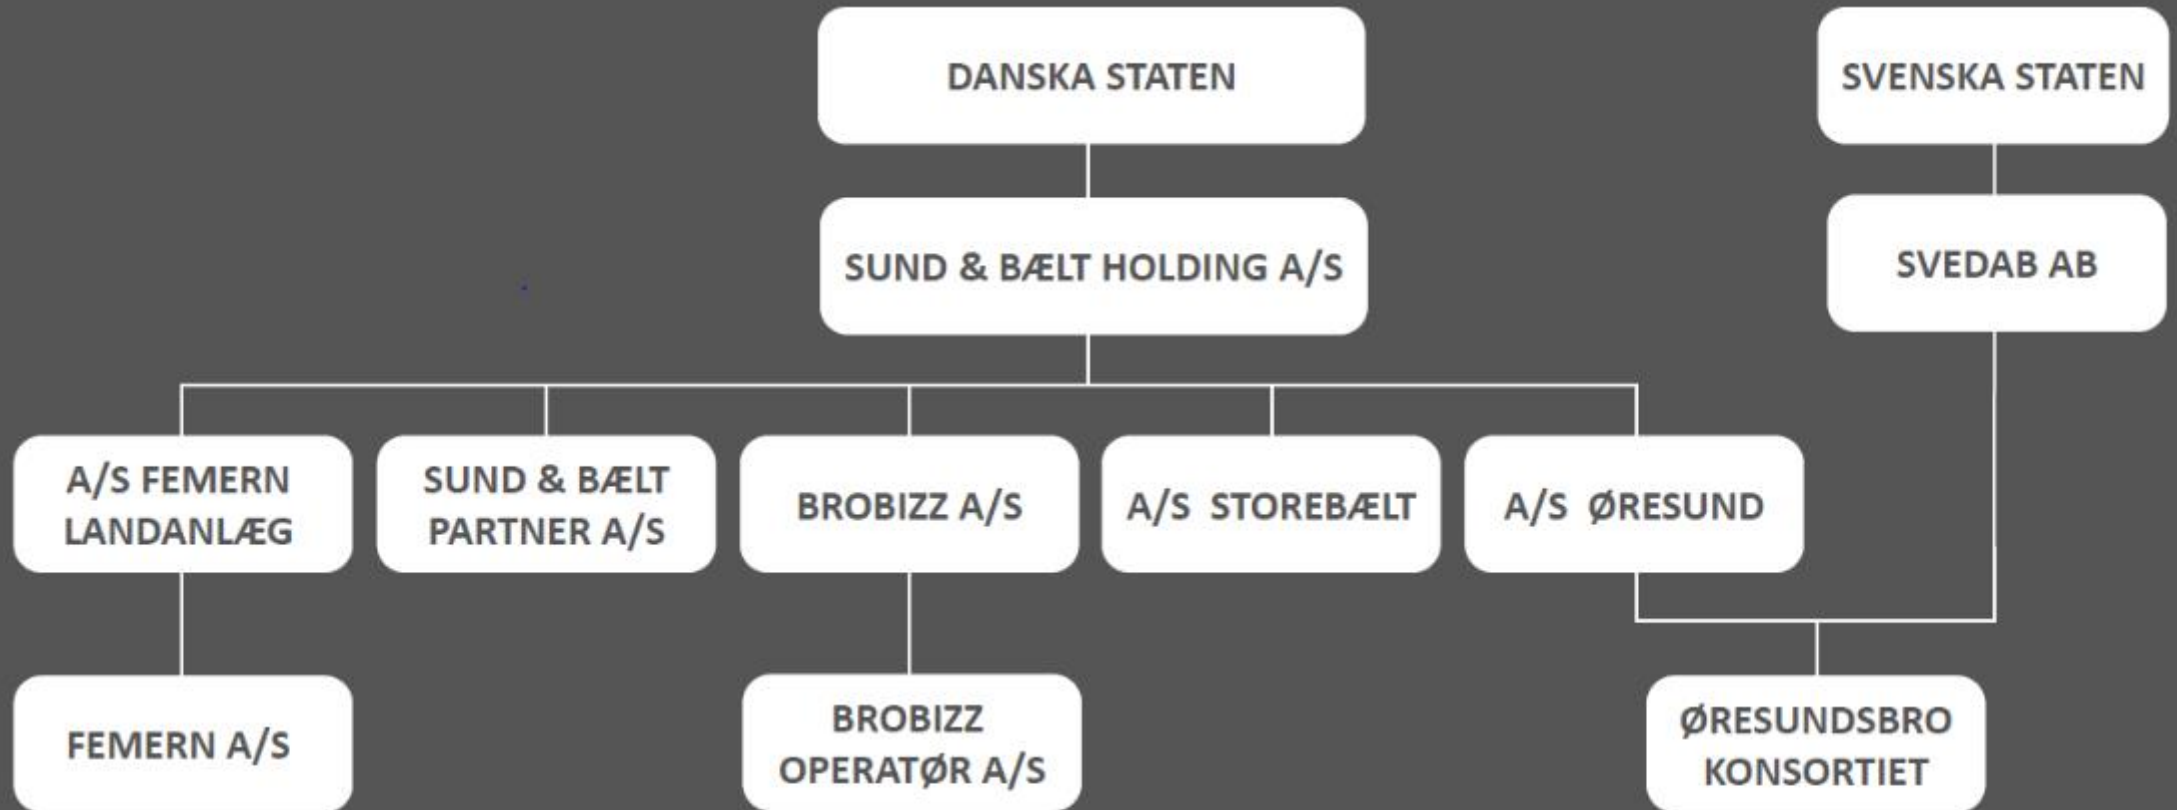 DANSKA STATEN
SVENSKA STATEN
SUND & BÆLT HOLDING A/S
SVEDAB AB
A/S FEMERN
LANDANLÆG
SUND & BÆLT
PARTNER A/S
BROBIZZ A/S
A/S STOREBÆLT
A/S ØRESUND
FEMERN A/S
BROBIZZ
OPERATØR A/S
ØRESUNDSBRO
KONSORTIET